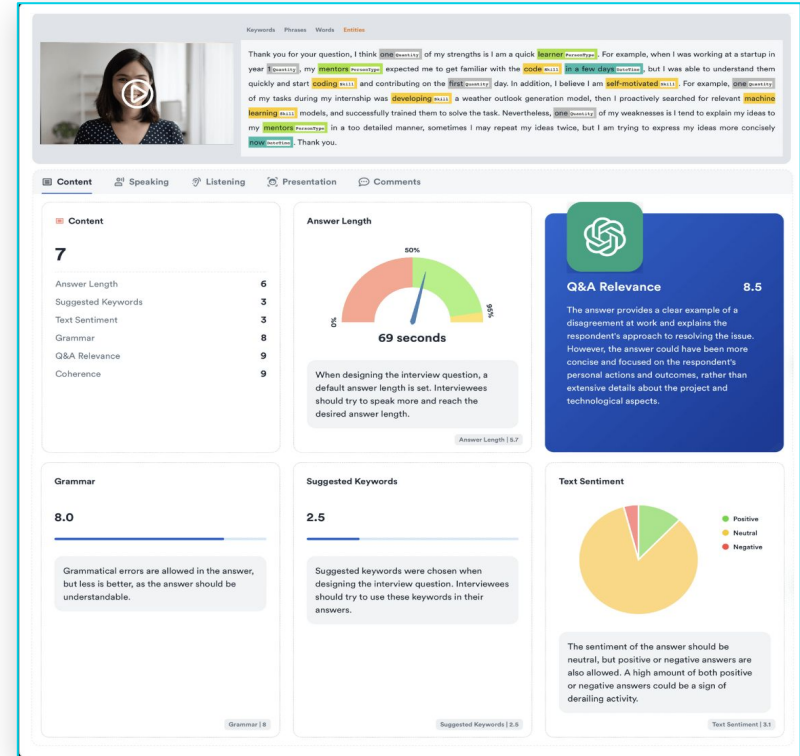 Keywords Phrases Words Entities
Thank you for your question, I think one Quantity of my strengths is I am a quick learner PersonType . For example, when I was working at a startup in
year 1 Quantity , my mentors PersonType expected me to get familiar with the code Skill in a few days DateTime , but I was able to understand them
quickly and start coding Skill and contributing on the first Quantity day. In addition, I believe I am self-motivated Skill . For example, one Quantity
of my tasks during my internship was developing Skill a weather outlook generation model, then I proactively searched for relevant machine
learning Skill models, and successfully trained them to solve the task. Nevertheless, one Quantity of my weaknesses is I tend to explain my ideas to
my mentors PersonType in a too detailed manner, sometimes I may repeat my ideas twice, but I am trying to express my ideas more concisely
now DateTime . Thank you.
Content Speaking Listening Presentation Comments
Content
7
Answer Length 6
Suggested Keywords 3
Text Sentiment 3
Grammar 8
Q&A Relevance 9
Coherence 9
Answer Length
50%
0%
95%
69 seconds
When designing the interview question, a
default answer length is set. Interviewees
should try to speak more and reach the
desired answer length.
Answer Length | 5.7
Q&A Relevance 8.5
The answer provides a clear example of a
disagreement at work and explains the
respondent's approach to resolving the issue.
However, the answer could have been more
concise and focused on the respondent's
personal actions and outcomes, rather than
extensive details about the project and
technological aspects.
Grammar
8.0
Grammatical errors are allowed in the answer,
but less is better, as the answer should be
understandable.
Grammar | 8
Suggested Keywords
2.5
Suggested keywords were chosen when
designing the interview question. Interviewees
should try to use these keywords in their
answers.
Suggested Keywords | 2.5
Text Sentiment
Positive
Neutral
Negative
The sentiment of the answer should be
neutral, but positive or negative answers are
also allowed. A high amount of both positive
or negative answers could be a sign of
derailing activity.
Text Sentiment | 3.1